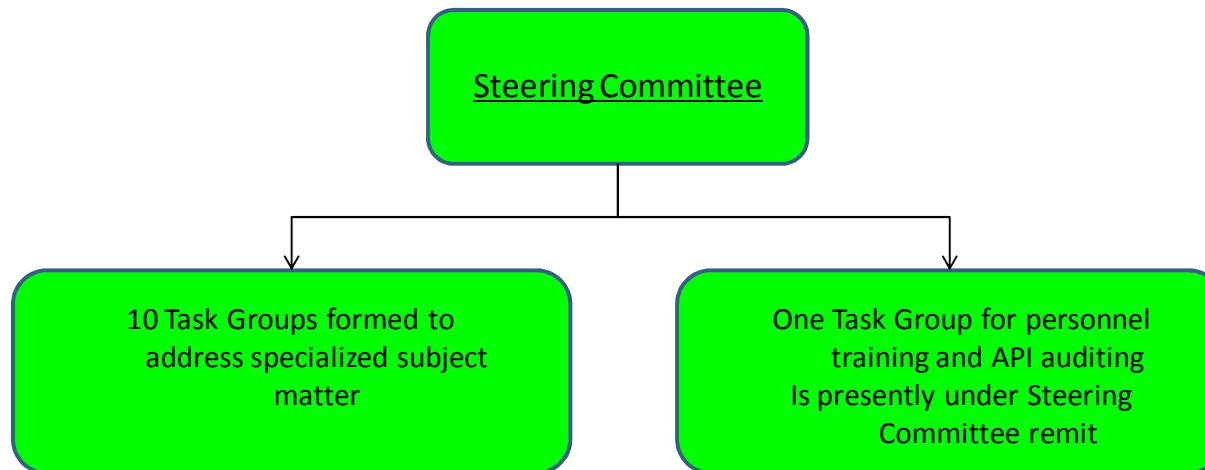 Steering Committee
10 Task Groups formed to
address specialized subject
matter
One Task Group for personnel
training and API auditing
Is presently under Steering
Committee remit